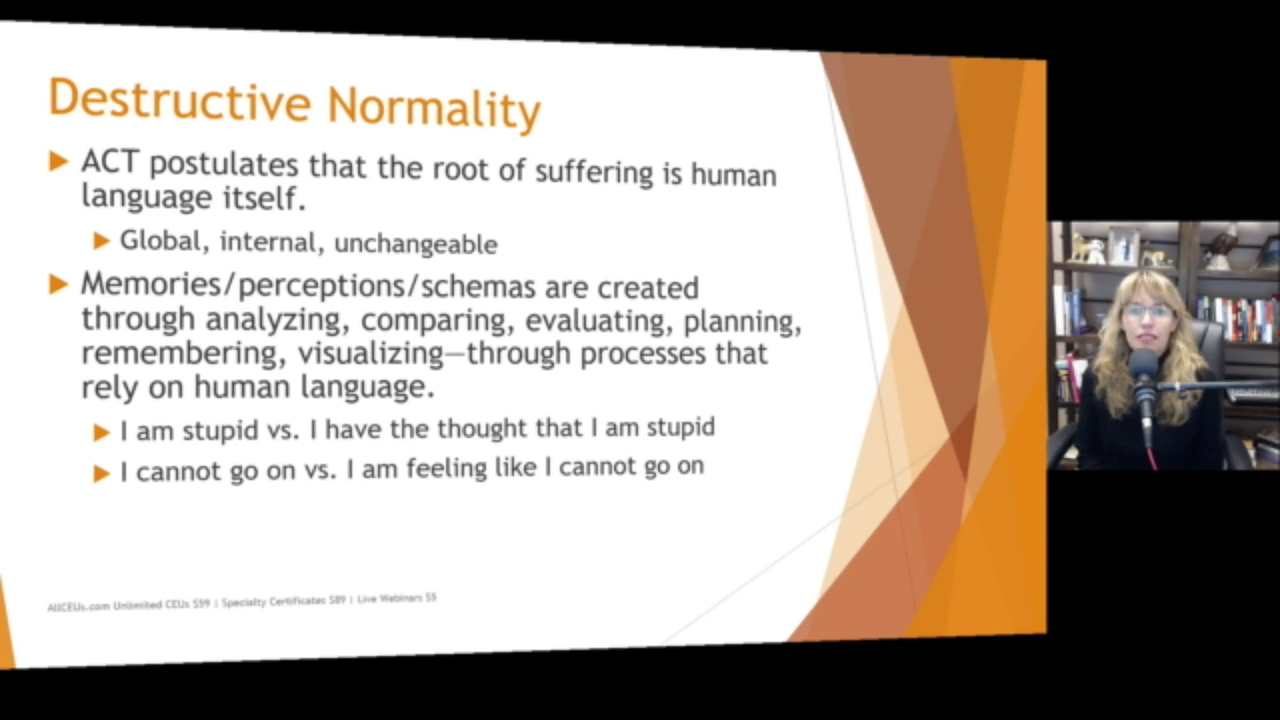 Destructive Normality
ACT postulates that the root of suffering is human
language itself.
Global, internal, unchangeable
Memories/perceptions/schemas are created
through analyzing, comparing, evaluating, planning,
remembering, visualizing—through processes that
rely on human language.
I am stupid vs. I have the thought that I am stupid
I cannot go on vs. I am feeling like I cannot go on
AllCEUs.com Unlimited CEUs $59 | Specialty Certificates $89 | Live Webinars $5